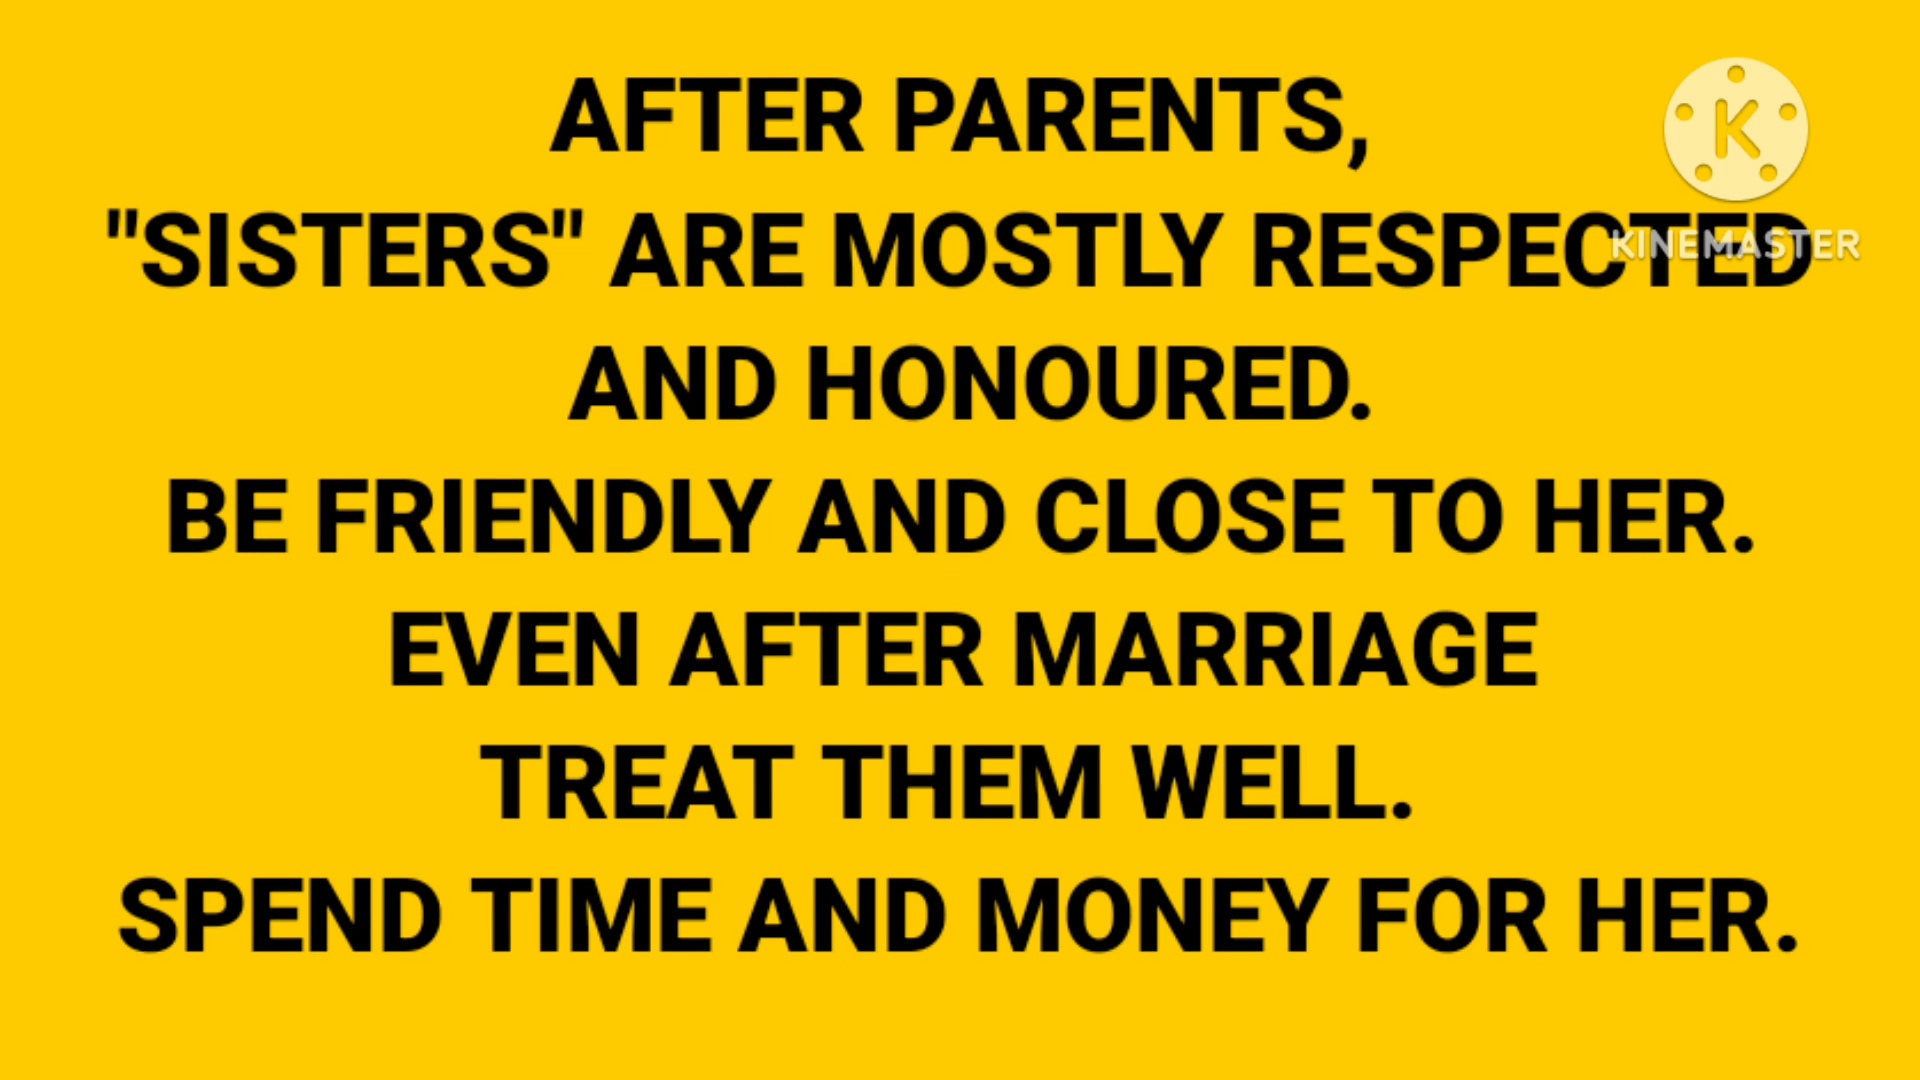 AFTER PARENTS,
"SISTERS" ARE MOSTLY RESPECTED
AND HONOURED.
BE FRIENDLY AND CLOSE TO HER.
EVEN AFTER MARRIAGE
TREAT THEM WELL.
SPEND TIME AND MONEY FOR HER.
K
KINEMASTER